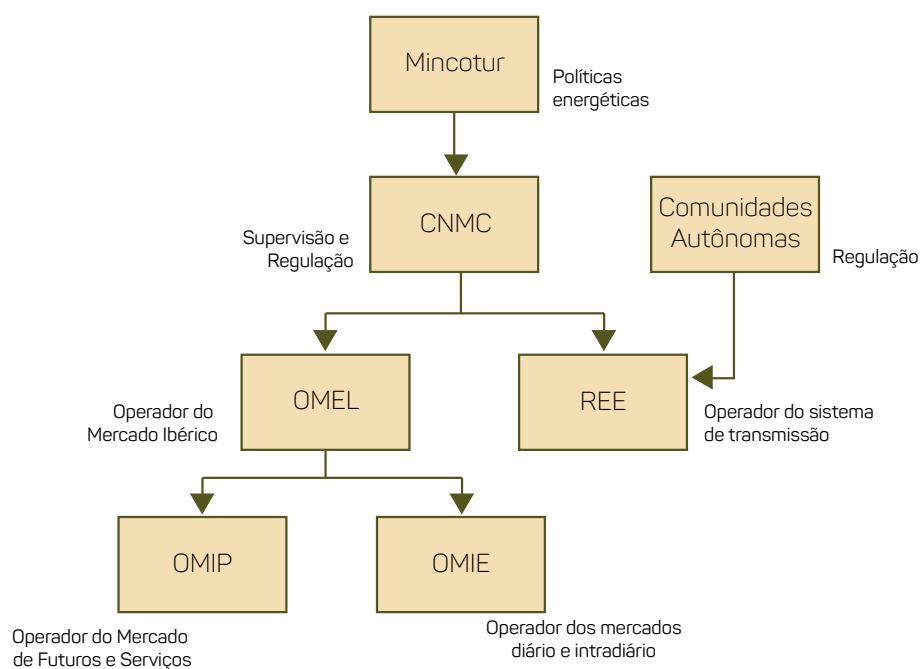 Mincotur
Políticas
energéticas
CNMC
Supervisão e
Regulação
Comunidades
Autônomas
Regulação
OMEL
Operador do
Mercado Ibérico
REE
Operador do sistema
de transmissão
OMIP
Operador do Mercado
de Futuros e Serviços
OMIE
Operador dos mercados
diário e intradiário